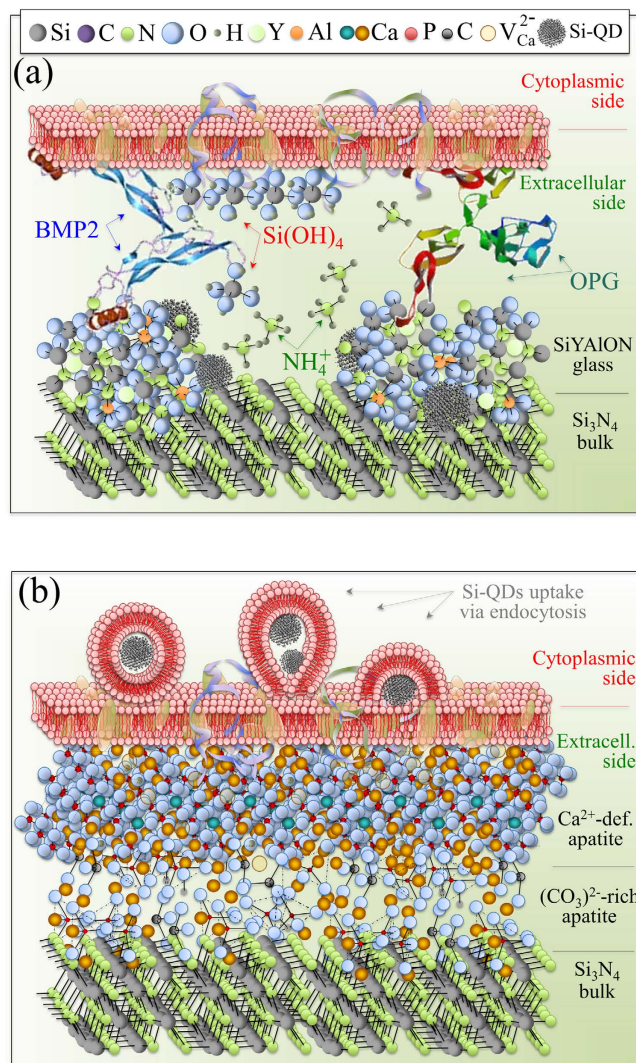 Si C N O H Y Al Ca P C V_{Ca}^{2-} Si-QD
(a)
Cytoplasmic
side
Extracellular
side
BMP2
Si(OH)₄
OPG
NH₄⁺
SiYAlON
glass
Si₃N₄
bulk
(b)
Si-QDs uptake
via endocytosis
Cytoplasmic
side
Extracell.
side
Ca²⁺-def.
apatite
(CO₃)²⁻-rich
apatite
Si₃N₄
bulk